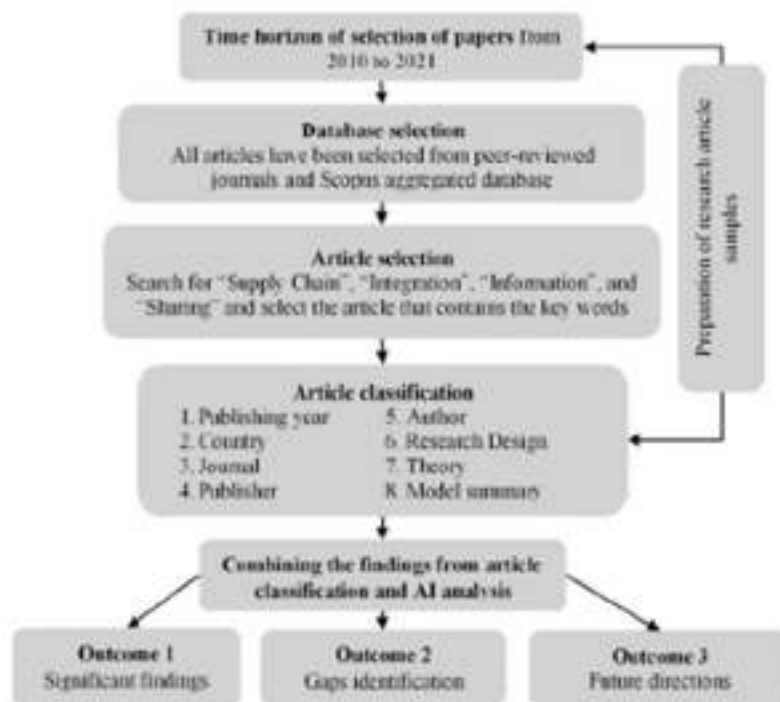 Time horizon of selection of papers from
2010 to 2021
Database selection
All articles have been selected from peer-reviewed
journals and Scopus aggregated database
Article selection
Search for “Supply Chain”, “Integration”, “Information”, and
“Sharing” and select the article that contains the key words
Article classification
1. Publishing year
2. Country
3. Journal
4. Publisher
5. Author
6. Research Design
7. Theory
8. Model summary
Preparation of research article
samples
Combining the findings from article
classification and AI analysis
Outcome 1
Significant findings
Outcome 2
Gaps identification
Outcome 3
Future directions